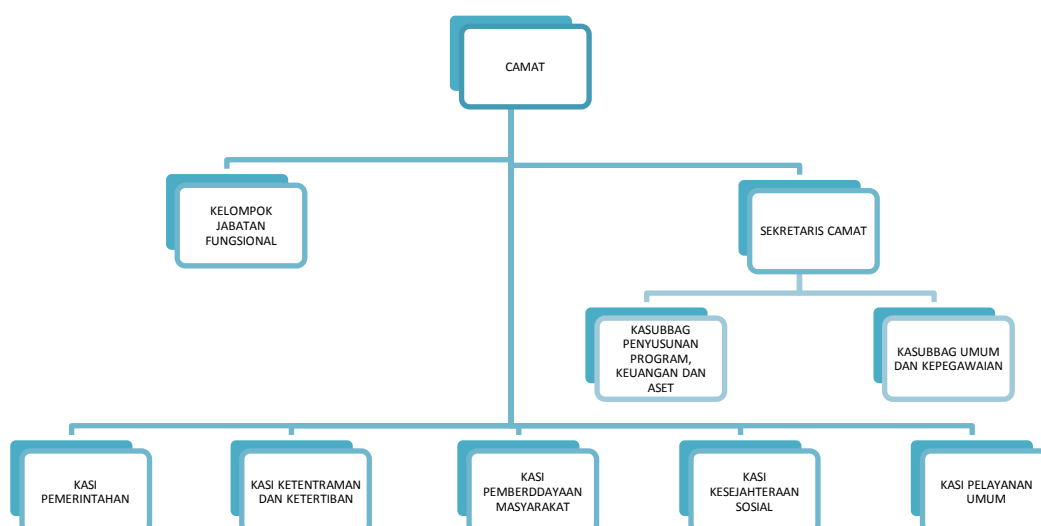 CAMAT
KELOMPOK
JABATAN
FUNGSIONAL
SEKRETARIS CAMAT
KASUBBAG
PENYUSUNAN
PROGRAM,
KEUANGAN DAN
ASET
KASUBBAG UMUM
DAN KEPEGAWAIAN
KASI
PEMERINTAHAN
KASI KETENTRAMAN
DAN KETERTIBAN
KASI
PEMBERDDAYAAN
MASYARAKAT
KASI
KESEJAHTERAAN
SOSIAL
KASI PELAYANAN
UMUM